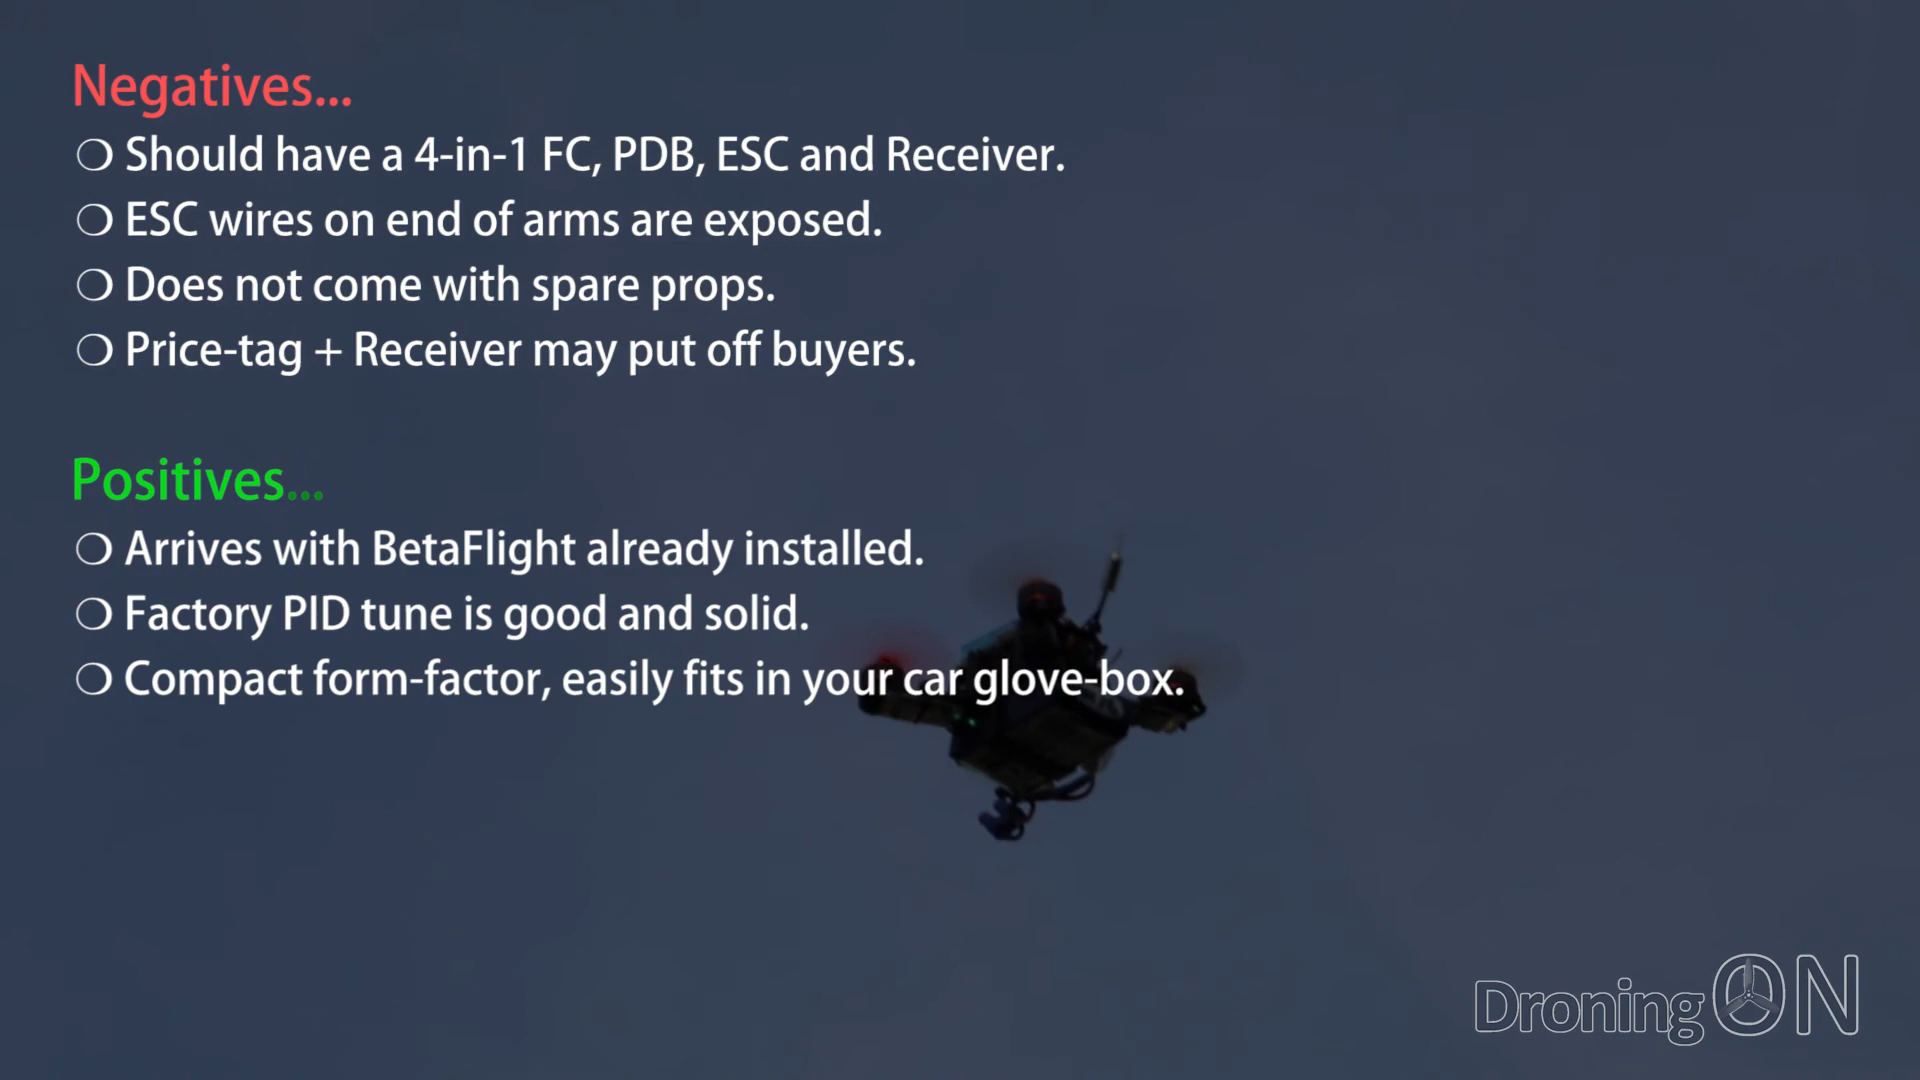 Negatives...
❍ Should have a 4-in-1 FC, PDB, ESC and Receiver.
❍ ESC wires on end of arms are exposed.
❍ Does not come with spare props.
❍ Price-tag + Receiver may put off buyers.
Positives...
❍ Arrives with BetaFlight already installed.
❍ Factory PID tune is good and solid.
❍ Compact form-factor, easily fits in your car glove-box.
DroningON